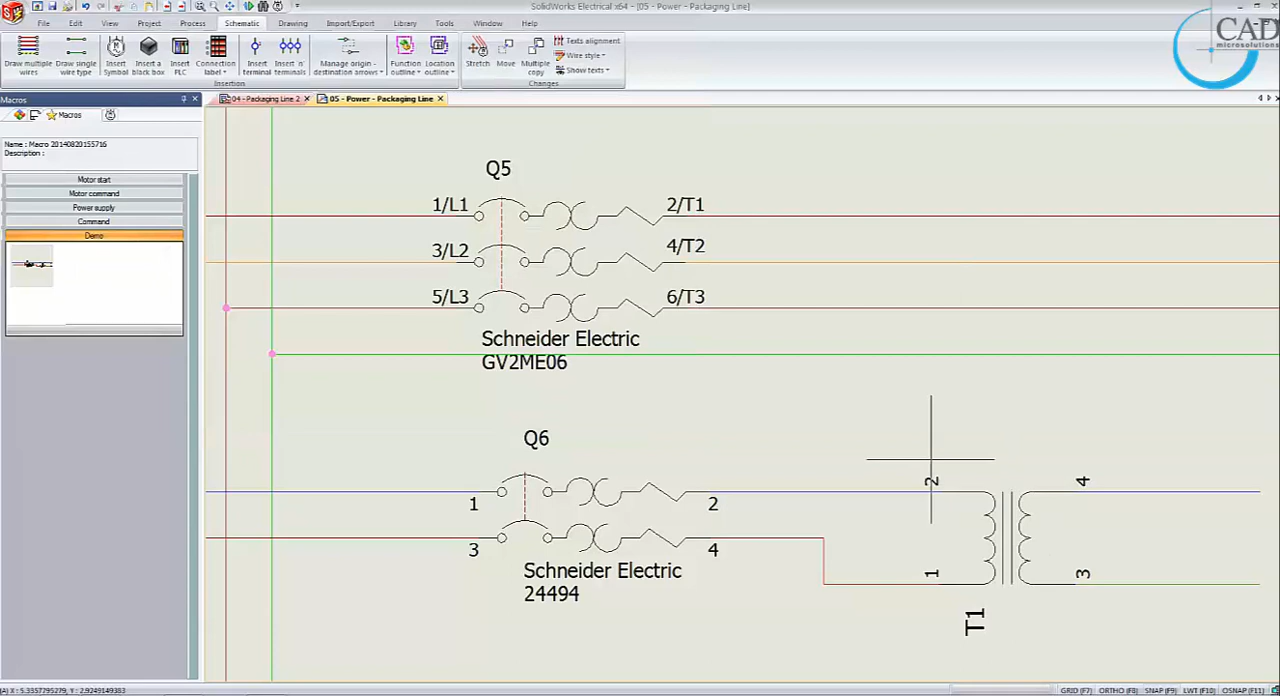 SolidWorks Electrical x64 - [05 - Power - Packaging Line]
File Edit View Project Process Schematic Drawing Import/Export Library Tools Window Help
Draw multiple wires
Draw single wire type
Insert Symbol
Insert a black box
Insert PLC
Connection label
Insert terminal
Insert 'n' terminals
Manage origin - destination arrows
Function outline
Location outline
Stretch
Move
Multiple copy
Texts alignment
Wire style
Show texts
Insertion
Changes
CAD
microsolutions
Macros
04 - Packaging Line 2
05 - Power - Packaging Line
Macros
Name : Macro 20140820155716
Description :
Motor start
Motor command
Power supply
Command
Demo
Q5
1/L1 2/T1
3/L2 4/T2
5/L3 6/T3
Schneider Electric
GV2ME06
Q6
1 2
3 4
Schneider Electric
24494
2 4
1 3
T1
(A) X : 5.3357795279, Y : 2.9249149383
GRID (F7) ORTHO (F8) SNAP (F9) LWT (F10) OSNAP (F11)